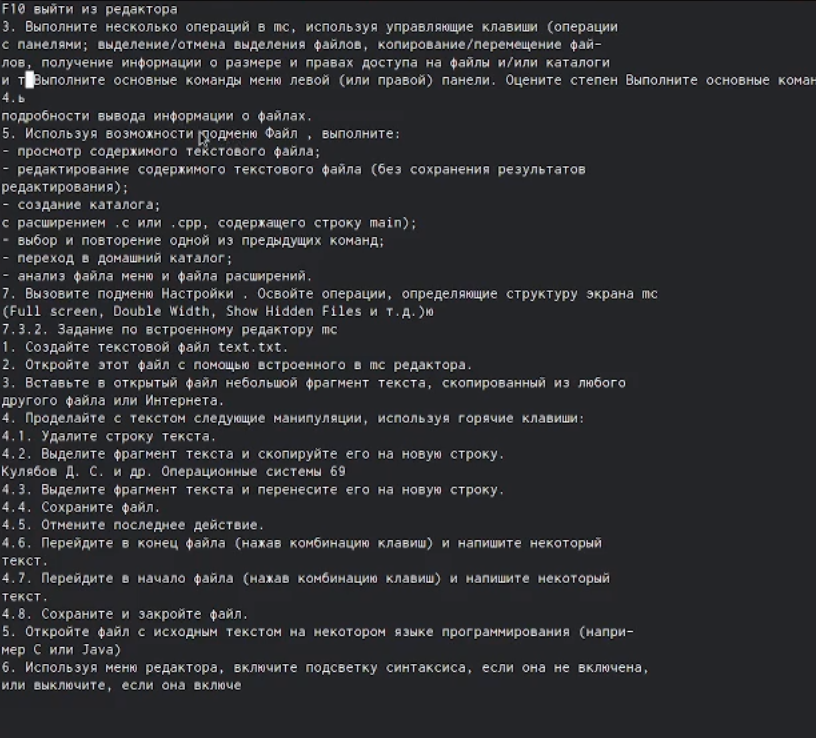 F10 выйти из редактора
3. Выполните несколько операций в mc, используя управляющие клавиши (операции
с панелями; выделение/отмена выделения файлов, копирование/перемещение фай-
лов, получение информации о размере и правах доступа на файлы и/или каталоги
и т Выполните основные команды меню левой (или правой) панели. Оцените степен Выполните основные коман
4.ь
подробности вывода информации о файлах.
5. Используя возможности подменю Файл , выполните:
- просмотр содержимого текстового файла;
- редактирование содержимого текстового файла (без сохранения результатов
редактирования);
- создание каталога;
с расширением .c или .cpp, содержащего строку main);
- выбор и повторение одной из предыдущих команд;
- переход в домашний каталог;
- анализ файла меню и файла расширений.
7. Вызовите подменю Настройки . Освойте операции, определяющие структуру экрана mc
(Full screen, Double Width, Show Hidden Files и т.д.)ю
7.3.2. Задание по встроенному редактору mc
1. Создайте текстовой файл text.txt.
2. Откройте этот файл с помощью встроенного в mc редактора.
3. Вставьте в открытый файл небольшой фрагмент текста, скопированный из любого
другого файла или Интернета.
4. Проделайте с текстом следующие манипуляции, используя горячие клавиши:
4.1. Удалите строку текста.
4.2. Выделите фрагмент текста и скопируйте его на новую строку.
Кулябов Д. С. и др. Операционные системы 69
4.3. Выделите фрагмент текста и перенесите его на новую строку.
4.4. Сохраните файл.
4.5. Отмените последнее действие.
4.6. Перейдите в конец файла (нажав комбинацию клавиш) и напишите некоторый
текст.
4.7. Перейдите в начало файла (нажав комбинацию клавиш) и напишите некоторый
текст.
4.8. Сохраните и закройте файл.
5. Откройте файл с исходным текстом на некотором языке программирования (напри-
мер C или Java)
6. Используя меню редактора, включите подсветку синтаксиса, если она не включена,
или выключите, если она включе